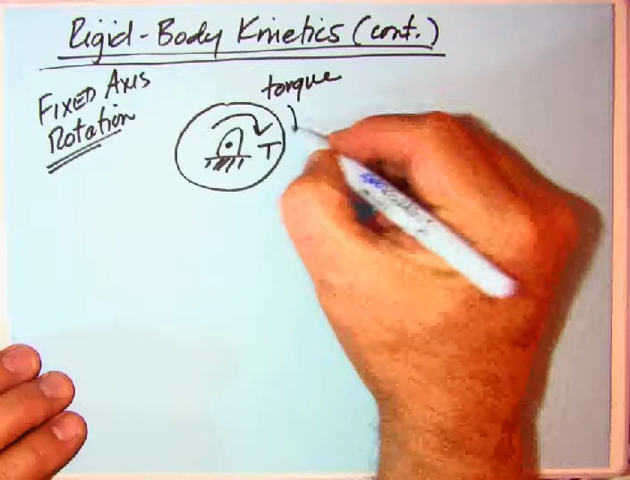 Rigid-Body Kinetics (cont.)
FIXED AXIS
Rotation
torque
T